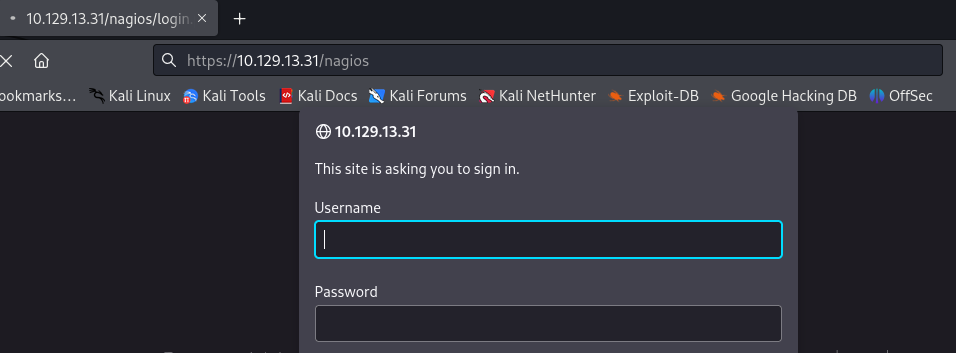 10.129.13.31/nagios/login
https://10.129.13.31/nagios
ookmarks… Kali Linux Kali Tools Kali Docs Kali Forums Kali NetHunter Exploit-DB Google Hacking DB OffSec
10.129.13.31
This site is asking you to sign in.
Username
Password